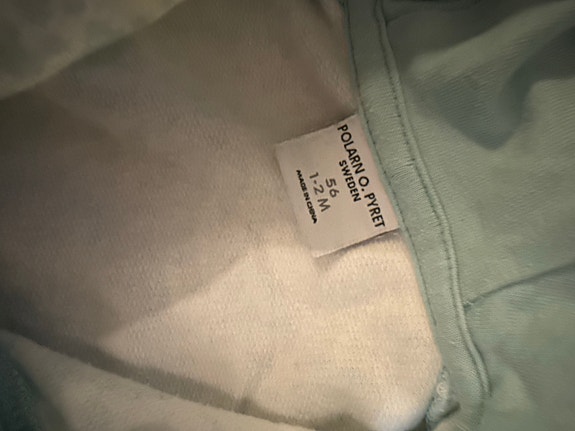 POLARN O. PYRET
SWEDEN
56
1-2 M
MADE IN CHINA